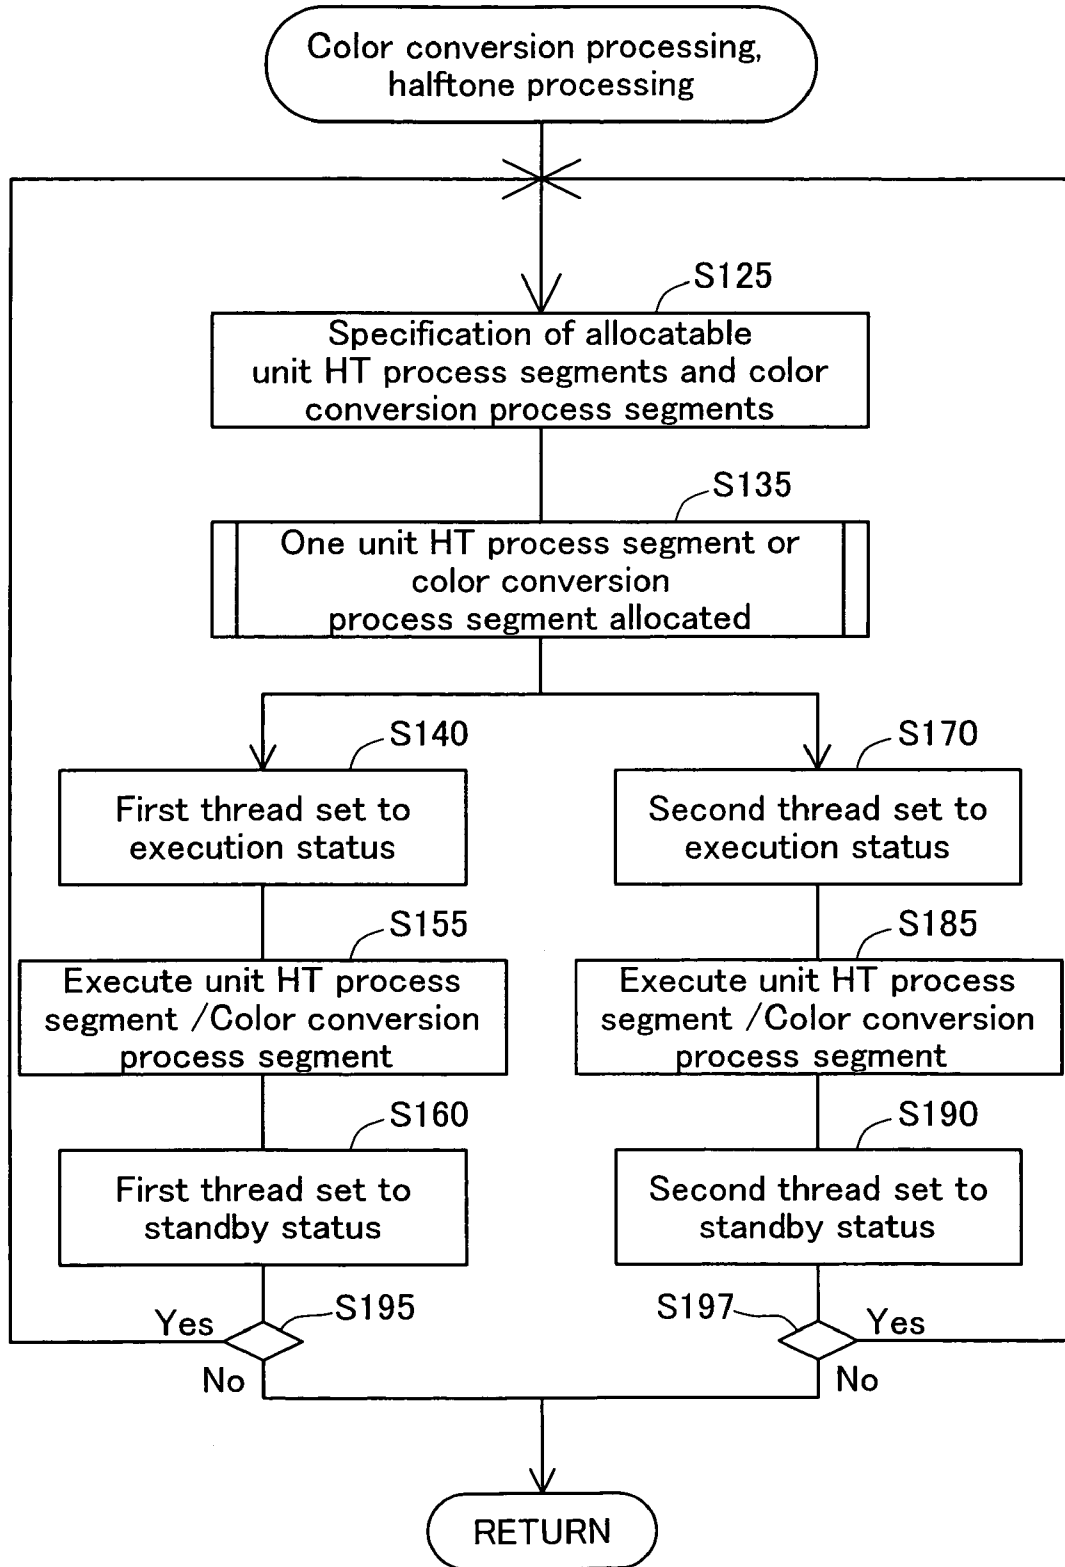 Color conversion processing,
halftone processing
S125
Specification of allocatable
unit HT process segments and color
conversion process segments
S135
One unit HT process segment or
color conversion
process segment allocated
S140
First thread set to
execution status
S170
Second thread set to
execution status
S155
Execute unit HT process
segment /Color conversion
process segment
S185
Execute unit HT process
segment /Color conversion
process segment
S160
First thread set to
standby status
S190
Second thread set to
standby status
S195
Yes
No
S197
Yes
No
RETURN